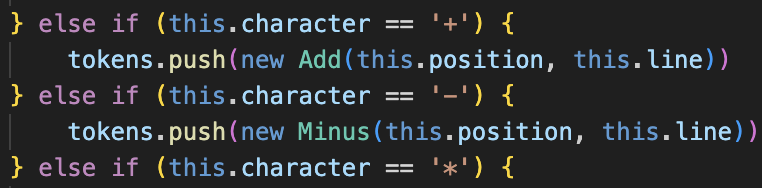 } else if (this.character == '+') {
tokens.push(new Add(this.position, this.line))
} else if (this.character == '-') {
tokens.push(new Minus(this.position, this.line))
} else if (this.character == '*') {